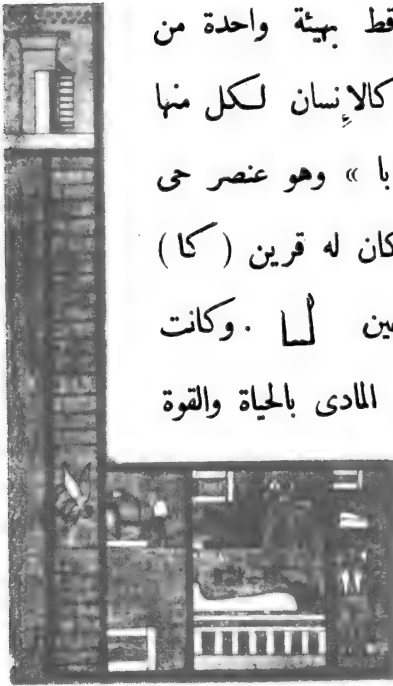 قط بهيئة واحدة من
كالإنسان لكل منها
با » وهو عنصر حى
كان له قرين ( كا )
ين . وكانت
المادى بالحياة والقوة